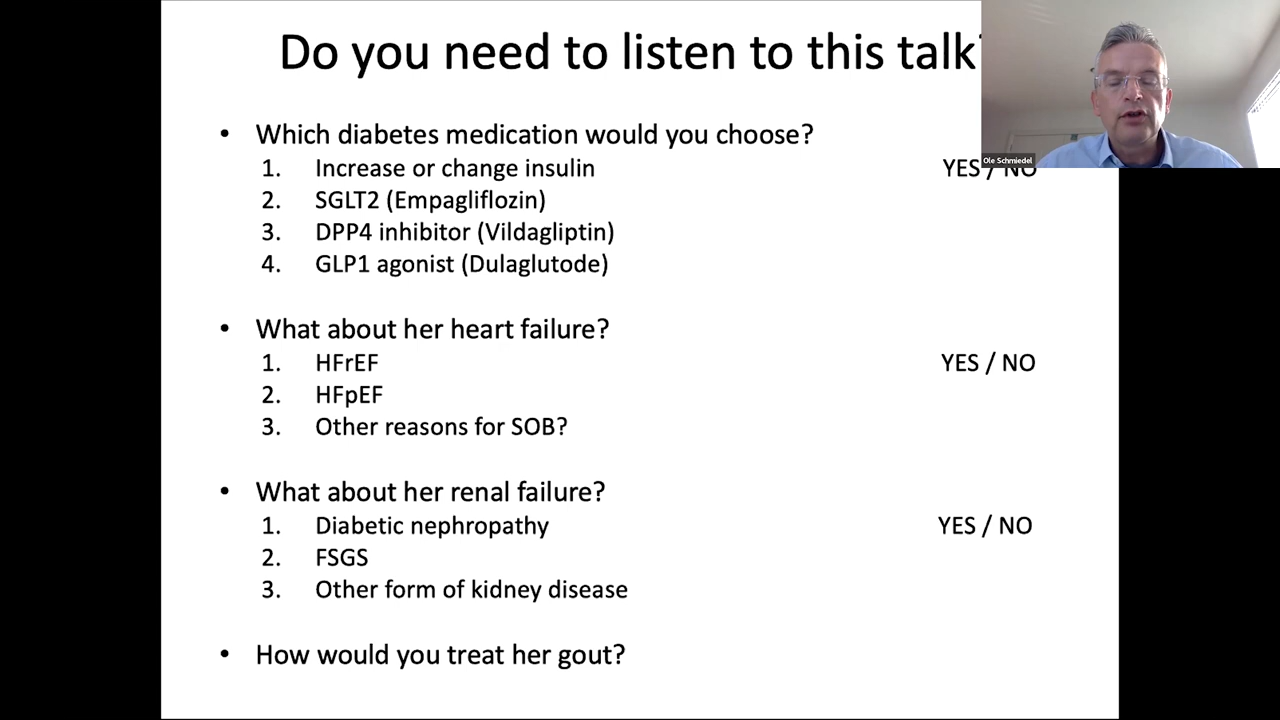 Do you need to listen to this talk?
Ole Schmiedel
• Which diabetes medication would you choose?
1. Increase or change insulin YES / NO
2. SGLT2 (Empagliflozin)
3. DPP4 inhibitor (Vildagliptin)
4. GLP1 agonist (Dulaglutode)
• What about her heart failure?
1. HFrEF YES / NO
2. HFpEF
3. Other reasons for SOB?
• What about her renal failure?
1. Diabetic nephropathy YES / NO
2. FSGS
3. Other form of kidney disease
• How would you treat her gout?